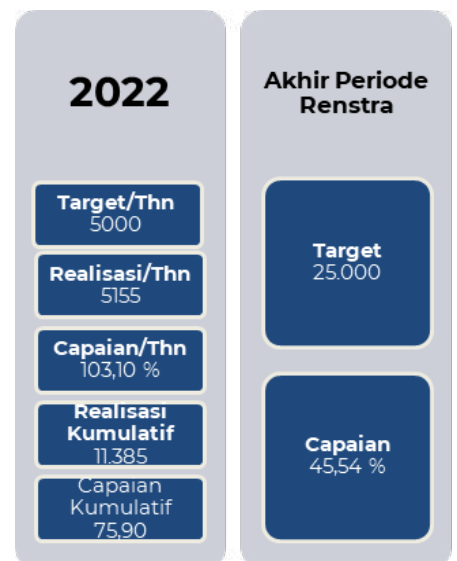 2022
Target/Thn
5000
Realisasi/Thn
5155
Capaian/Thn
103,10 %
Realisasi
Kumulatif
11.385
Capaian
Kumulatif
75,90
Akhir Periode
Renstra
Target
25.000
Capaian
45,54 %